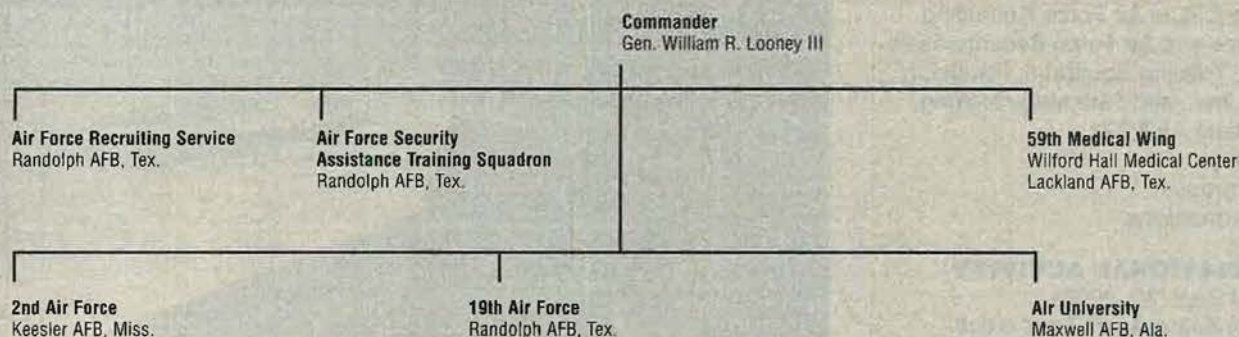 Commander
Gen. William R. Looney III
Air Force Recruiting Service
Randolph AFB, Tex.
Air Force Security
Assistance Training Squadron
Randolph AFB, Tex.
59th Medical Wing
Wilford Hall Medical Center
Lackland AFB, Tex.
2nd Air Force
Keesler AFB, Miss.
19th Air Force
Randolph AFB, Tex.
Air University
Maxwell AFB, Ala.